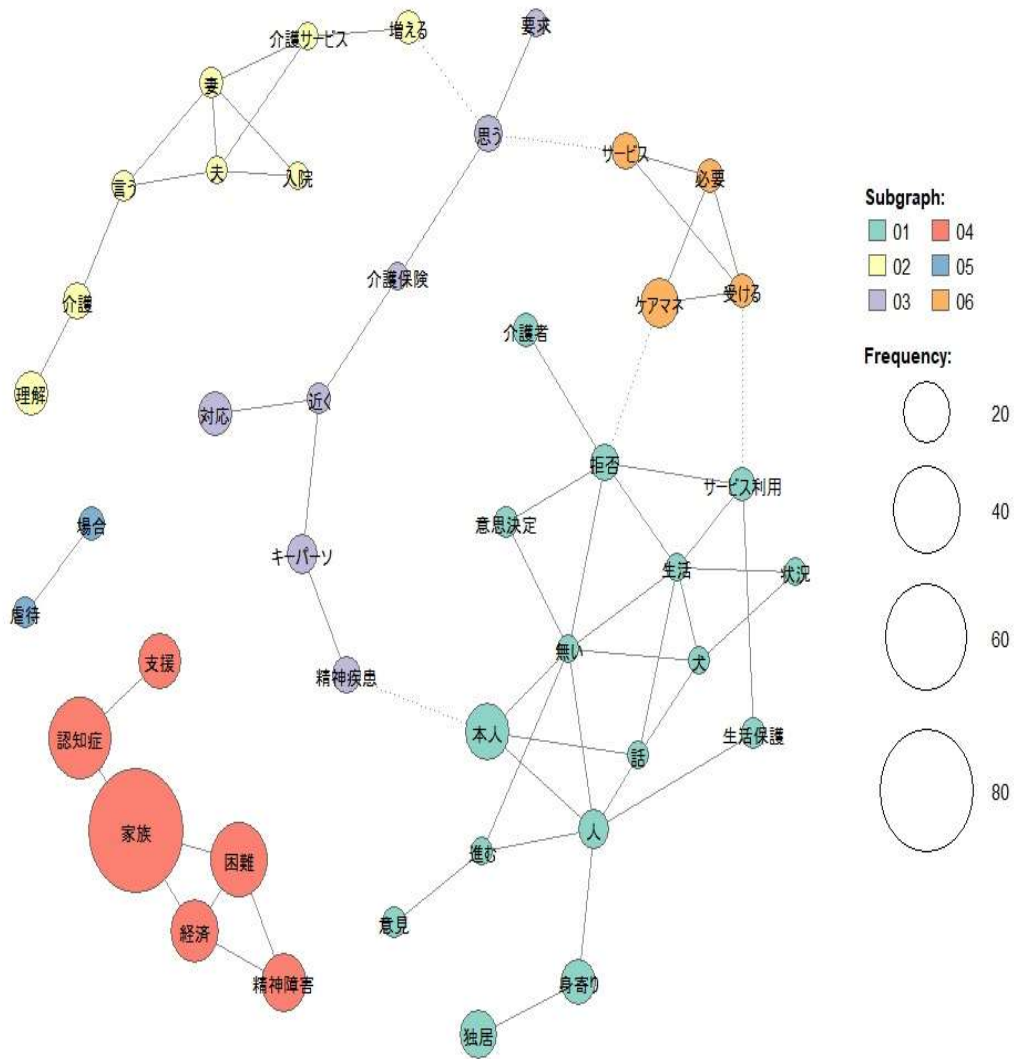 介護サービス
増える
要求
妻
思う
サービス
必要
言う
夫
入院
介護保険
受ける
ケアマネ
介護
介護者
理解
対応
近く
拒否
サービス利用
意思決定
場合
キーパーソ
生活
状況
虐待
無い
犬
支援
精神疾患
本人
認知症
話
生活保護
家族
人
困難
進む
経済
意見
精神障害
身寄り
独居
Subgraph:
01 04
02 05
03 06
Frequency:
20
40
60
80